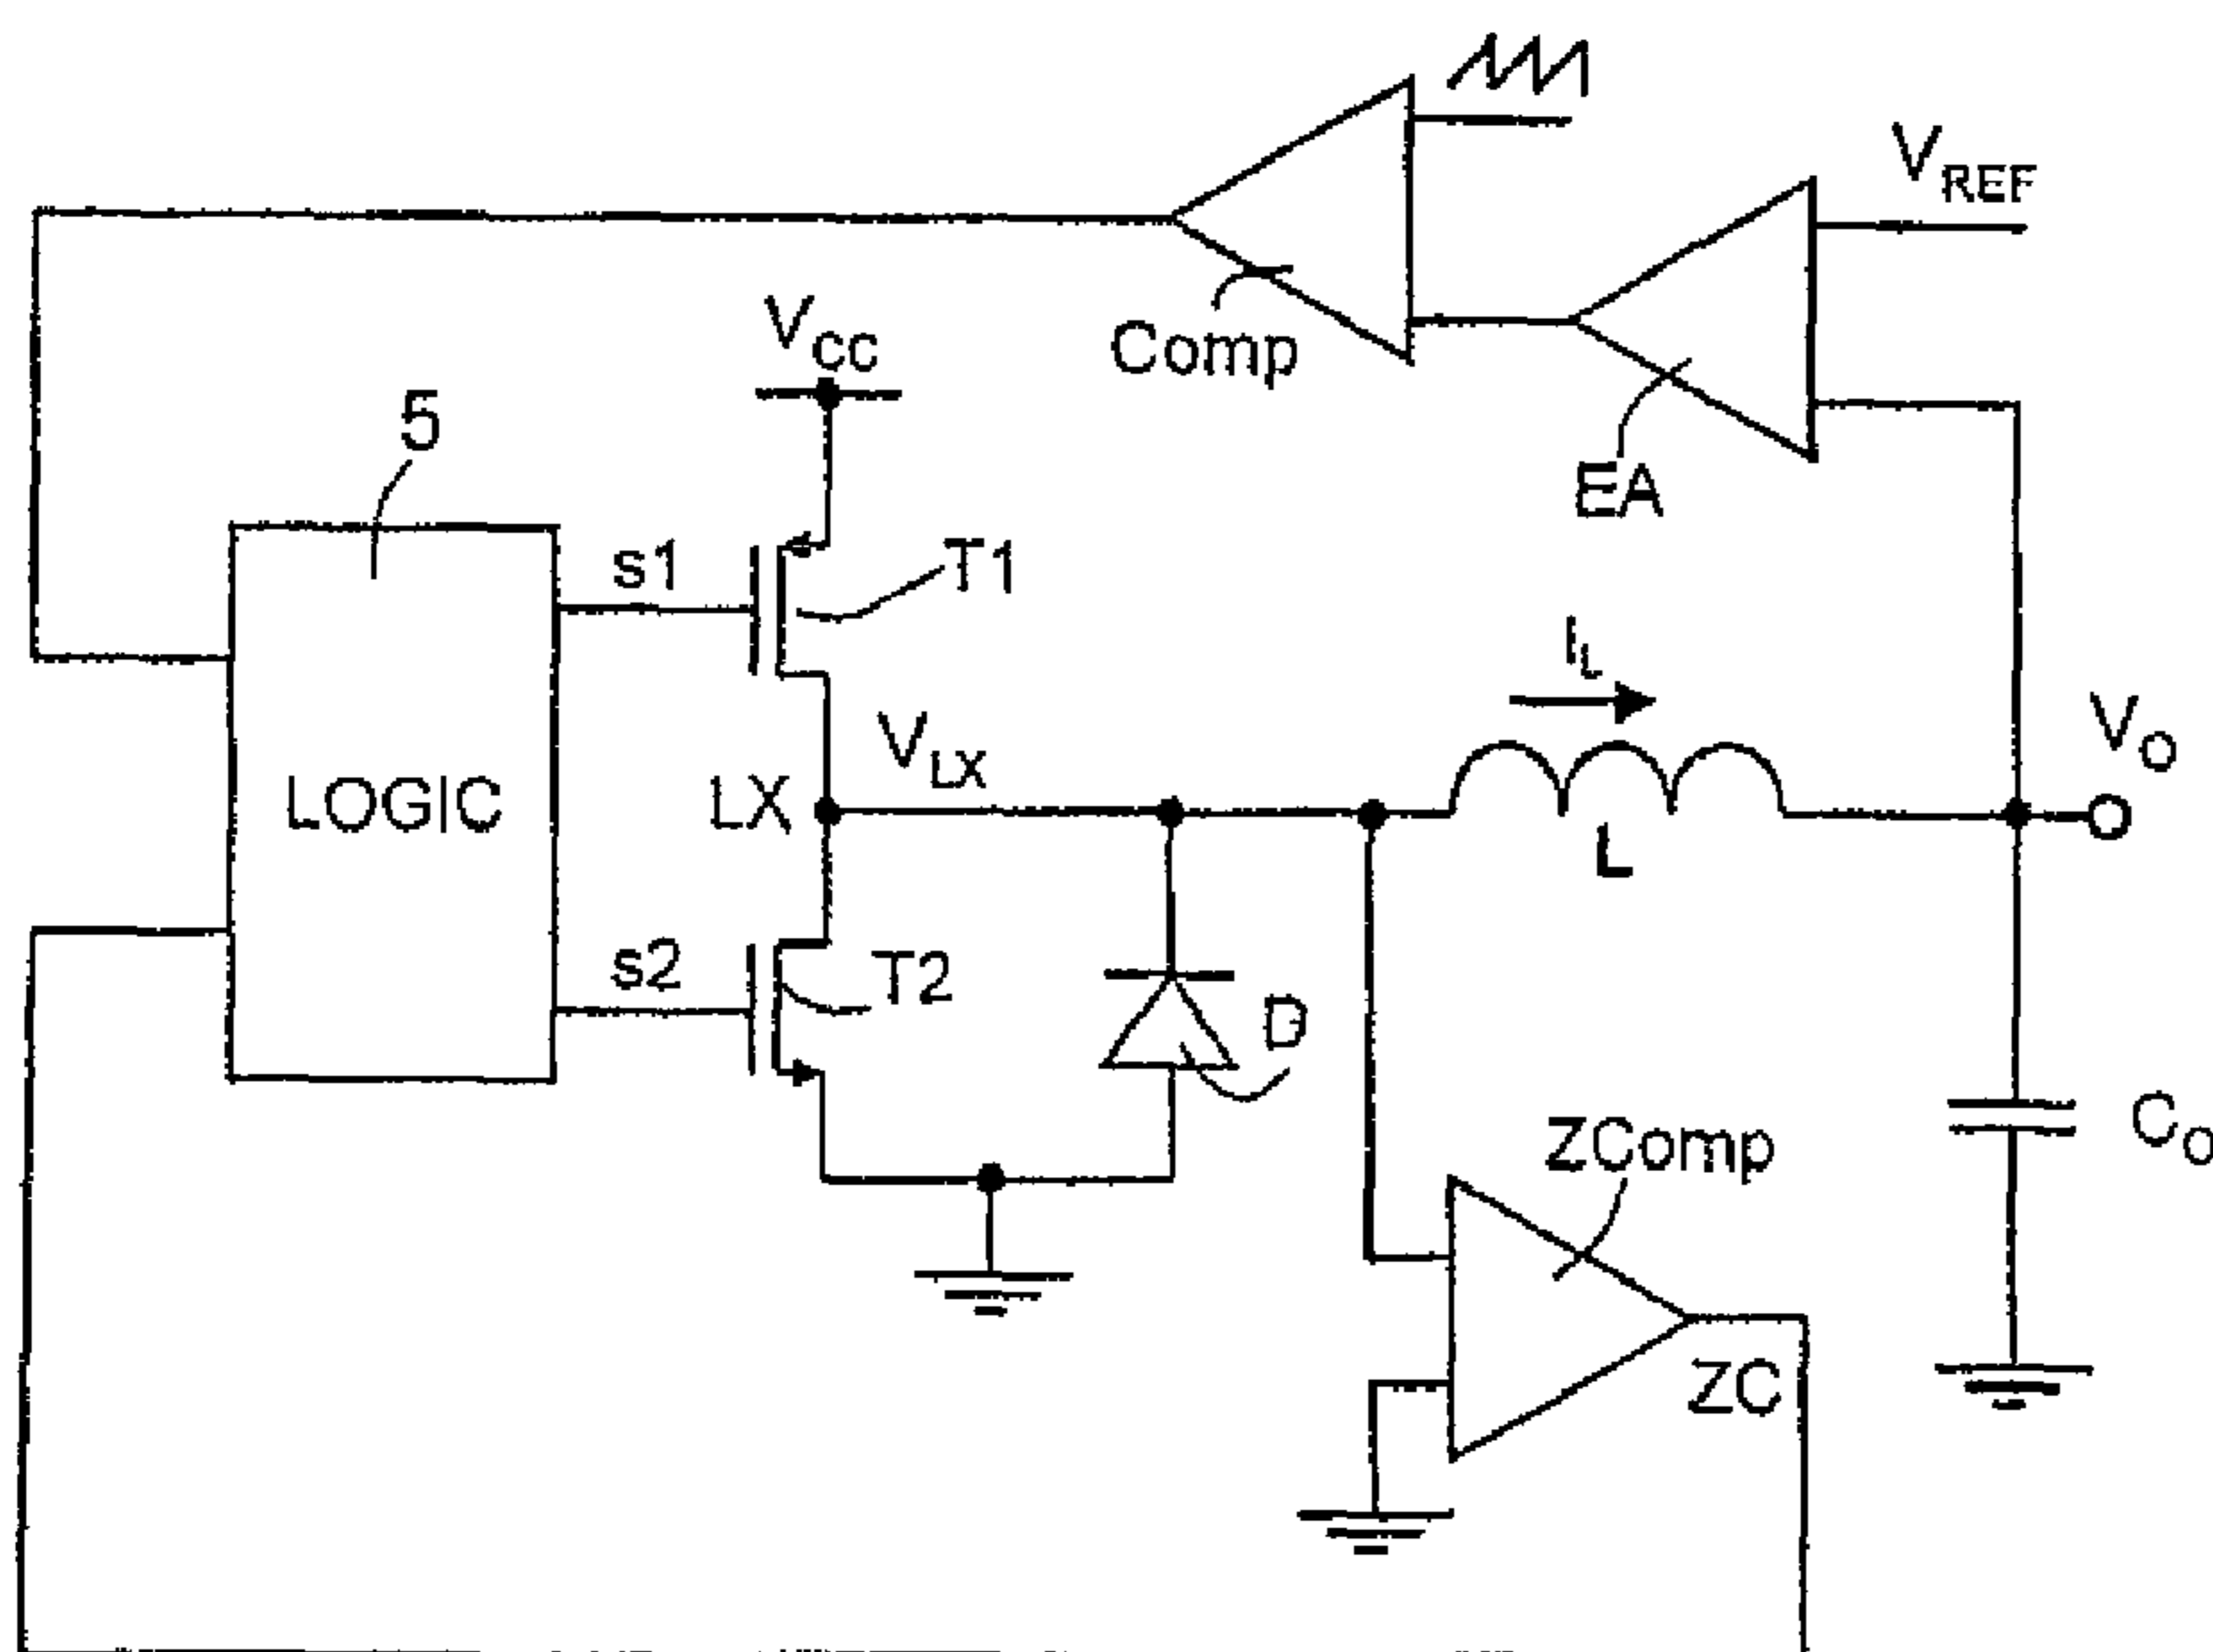 V_REF
V_CC
Comp
5
EA
s1
T1
I_L
V_O
V_LX
LX
LOGIC
L
s2
T2
D
ZComp
C_O
ZC